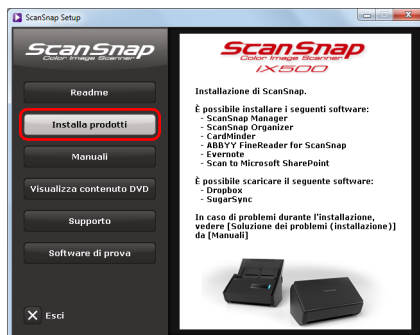 ScanSnap Setup
ScanSnap
Color Image Scanner
Readme
Installa prodotti
Manuali
Visualizza contenuto DVD
Supporto
Software di prova
Esci
ScanSnap
Color Image Scanner
iX500
Installazione di ScanSnap.
È possibile installare i seguenti software:
- ScanSnap Manager
- ScanSnap Organizer
- CardMinder
- ABBYY FineReader for ScanSnap
- Evernote
- Scan to Microsoft SharePoint
È possibile scaricare il seguente software:
- Dropbox
- SugarSync
In caso di problemi durante l'installazione,
vedere [Soluzione dei problemi (installazione)]
da [Manuali]